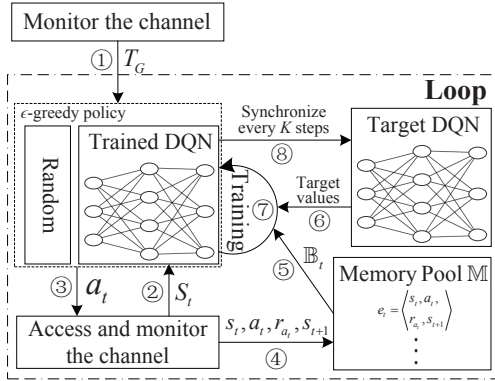 Monitor the channel
① T_G
Loop
ϵ-greedy policy
Random
Trained DQN
Synchronize
every K steps
⑧
Target DQN
Training
⑦
Target
values
⑥
③ a_t
② S_t
⑤ 𝔹_t
Memory Pool 𝕄
e_t = ⟨ s_t, a_t,
r_{a_t}, s_{t+1} ⟩
⋮
Access and monitor
the channel
s_t, a_t, r_{a_t}, s_{t+1}
④